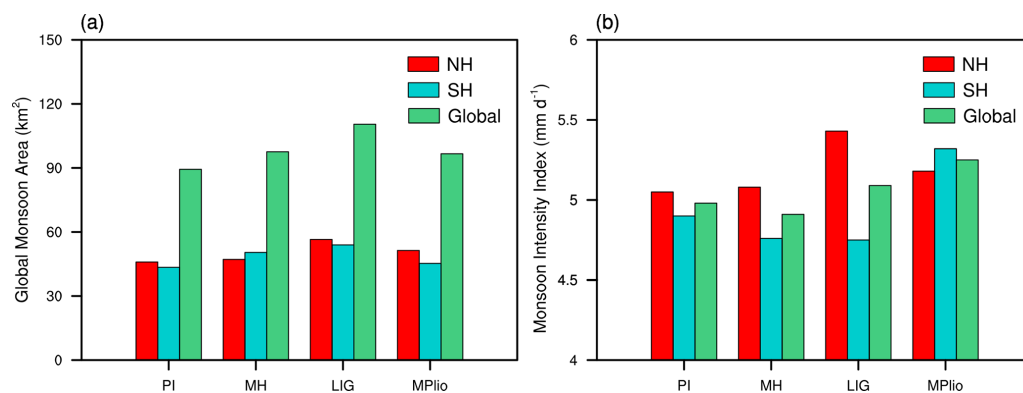 (a)
Global Monsoon Area (km²)
150
120
90
60
30
0
NH
SH
Global
PI MH LIG MPlio
(b)
Monsoon Intensity Index (mm d⁻¹)
6
5.5
5
4.5
4
NH
SH
Global
PI MH LIG MPlio